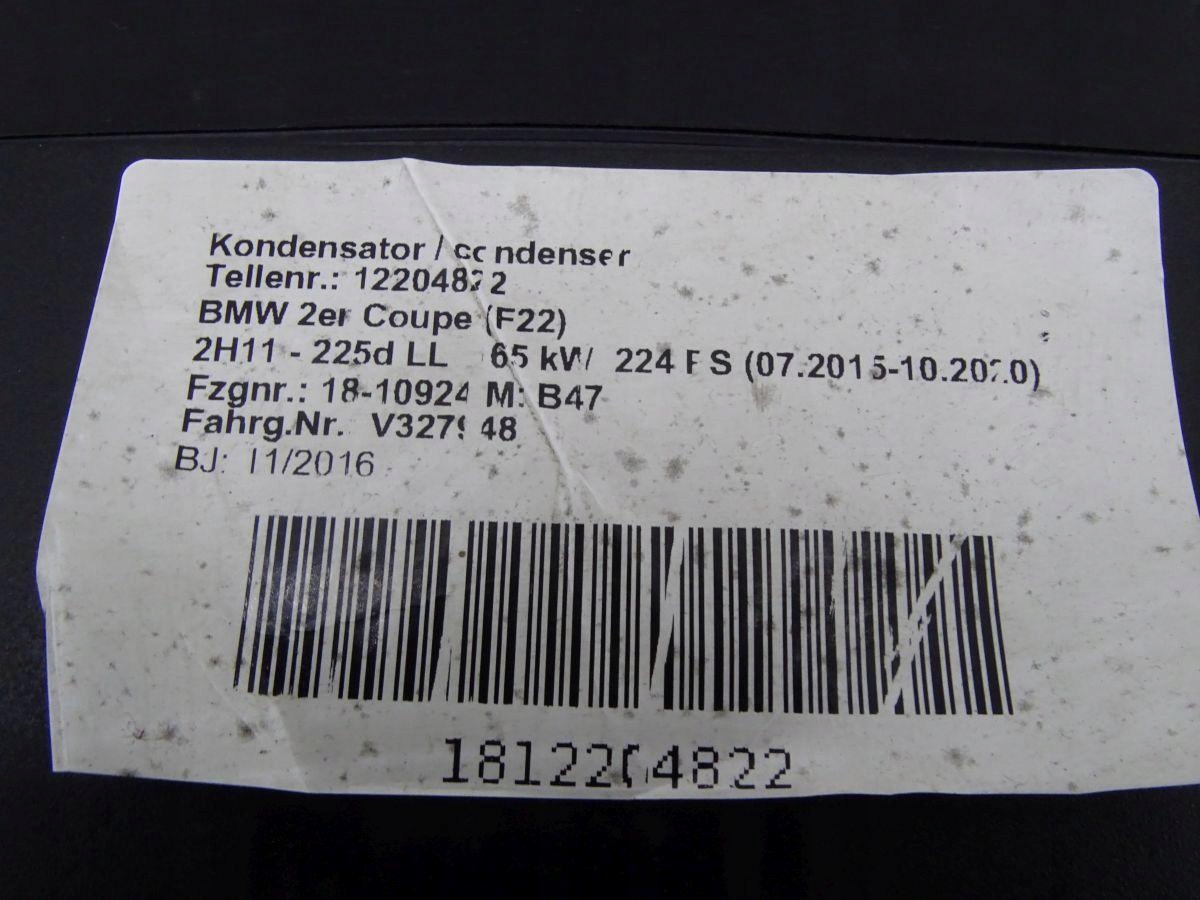 Kondensator / condenser
Tellenr.: 12204822
BMW 2er Coupe (F22)
2H11 - 225d LL 65 kW 224 PS (07.2015-10.2020)
Fzgnr.: 18-10924 M: B47
Fahrg.Nr. V327948
BJ: 11/2016
1812204822